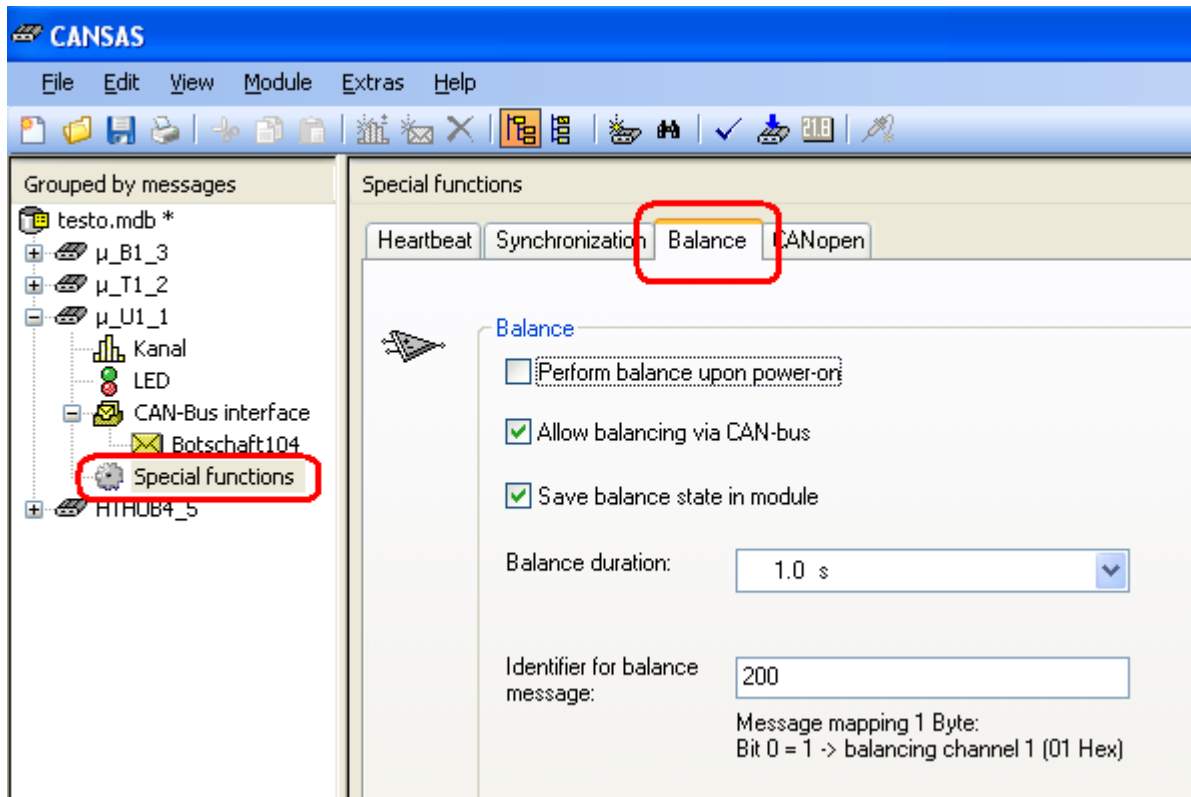 CANSAS
File Edit View Module Extras Help
Grouped by messages
testo.mdb *
µ_B1_3
µ_T1_2
µ_U1_1
Kanal
LED
CAN-Bus interface
Botschaft104
Special functions
HTHUB4_5
Special functions
Heartbeat Synchronization Balance CANopen
Balance
Perform balance upon power-on
Allow balancing via CAN-bus
Save balance state in module
Balance duration: 1.0 s
Identifier for balance
message:
200
Message mapping 1 Byte:
Bit 0 = 1 -> balancing channel 1 (01 Hex)